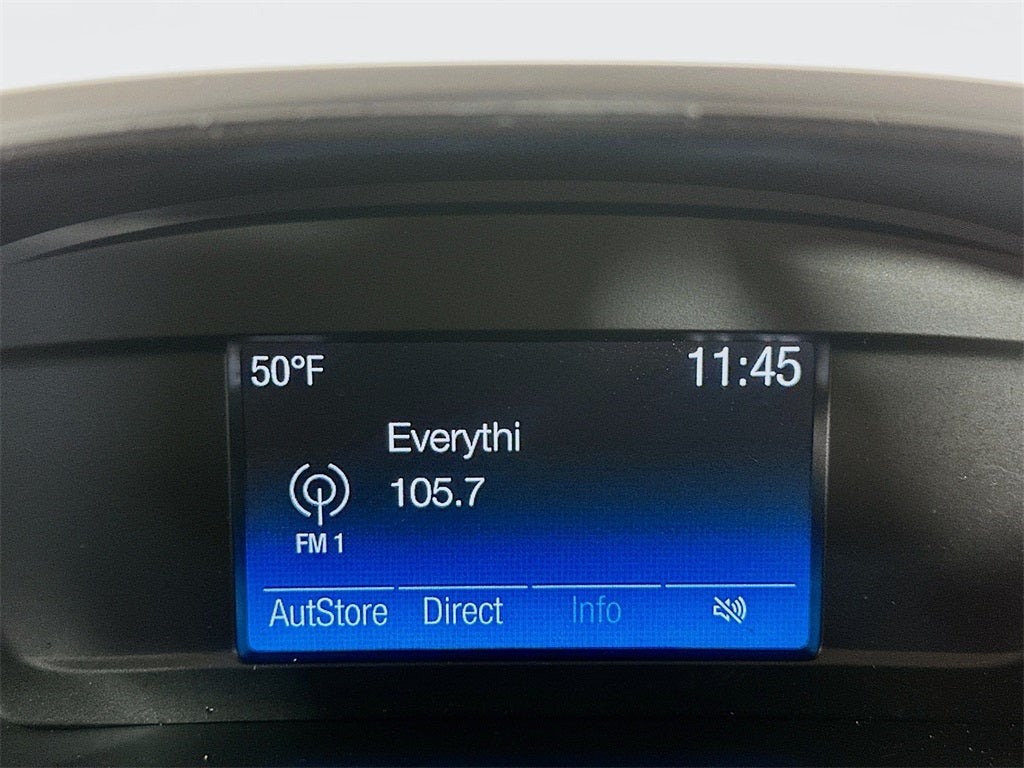 50°F 11:45
Everythi
105.7
FM 1
AutStore Direct Info